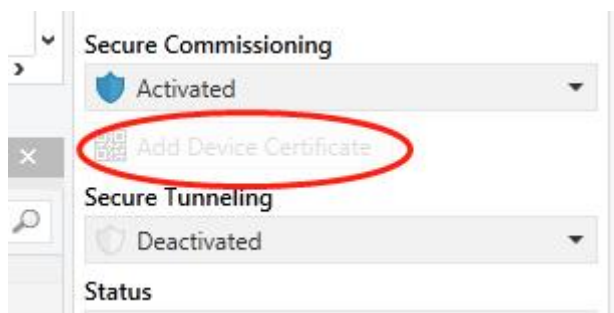 Secure Commissioning
Activated
Add Device Certificate
Secure Tunneling
Deactivated
Status